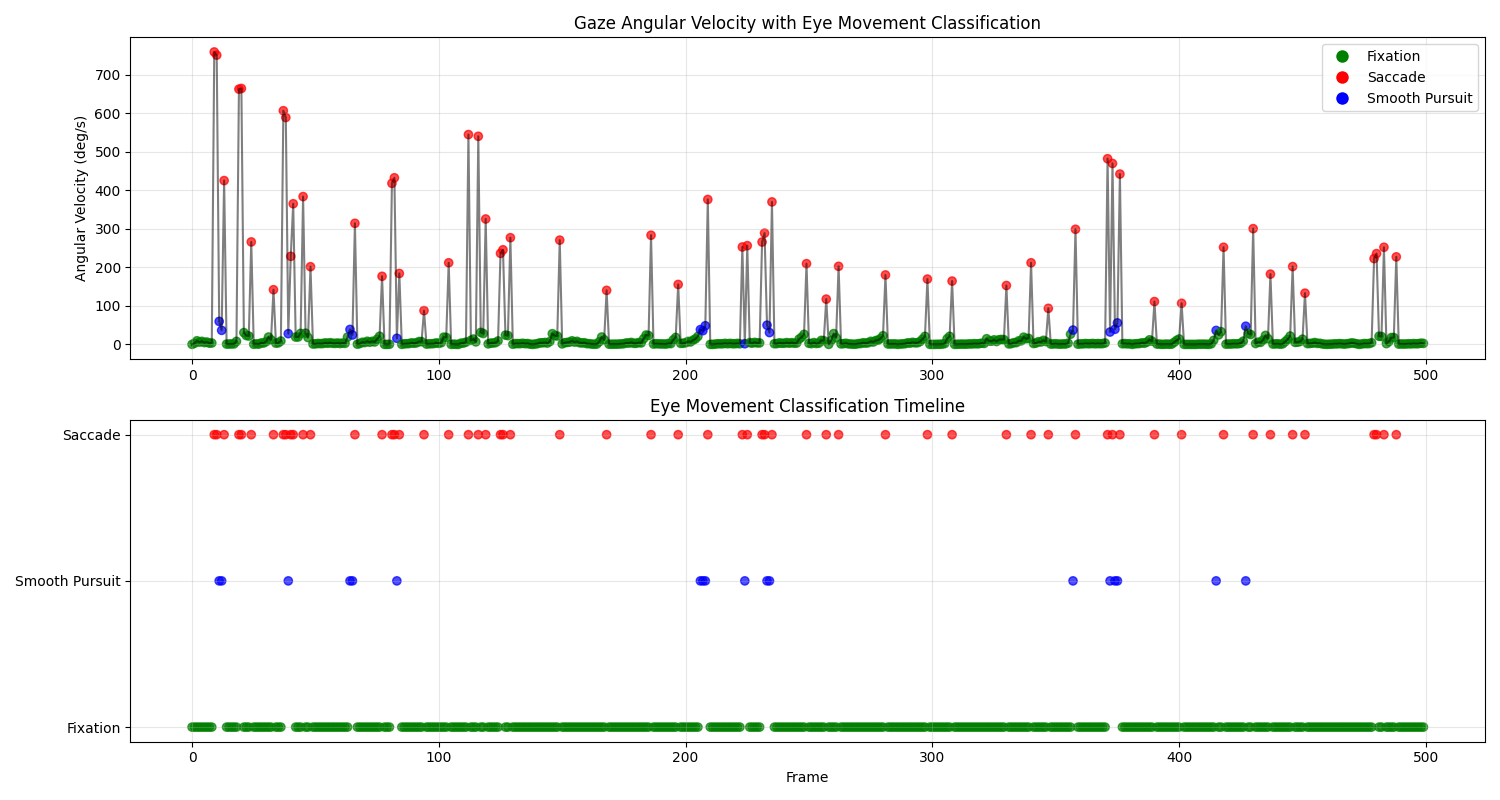 Gaze Angular Velocity with Eye Movement Classification
Angular Velocity (deg/s)
700
600
500
400
300
200
100
0
Fixation
Saccade
Smooth Pursuit
0 100 200 300 400 500
Eye Movement Classification Timeline
Saccade
Smooth Pursuit
Fixation
0 100 200 300 400 500
Frame